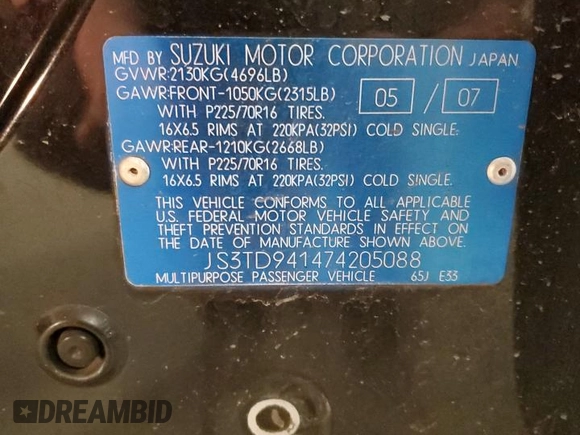 MFD BY SUZUKI MOTOR CORPORATION JAPAN
GVWR:2130KG(4696LB)
GAWR:FRONT-1050KG(2315LB) 05 / 07
WITH P225/70R16 TIRES.
16X6.5 RIMS AT 220KPA(32PSI) COLD SINGLE.
GAWR:REAR-1210KG(2668LB)
WITH P225/70R16 TIRES.
16X6.5 RIMS AT 220KPA(32PSI) COLD SINGLE.
THIS VEHICLE CONFORMS TO ALL APPLICABLE
U.S. FEDERAL MOTOR VEHICLE SAFETY AND
THEFT PREVENTION STANDARDS IN EFFECT ON
THE DATE OF MANUFACTURE SHOWN ABOVE.
JS3TD941474205088
MULTIPURPOSE PASSENGER VEHICLE 65J E33
DREAMBID